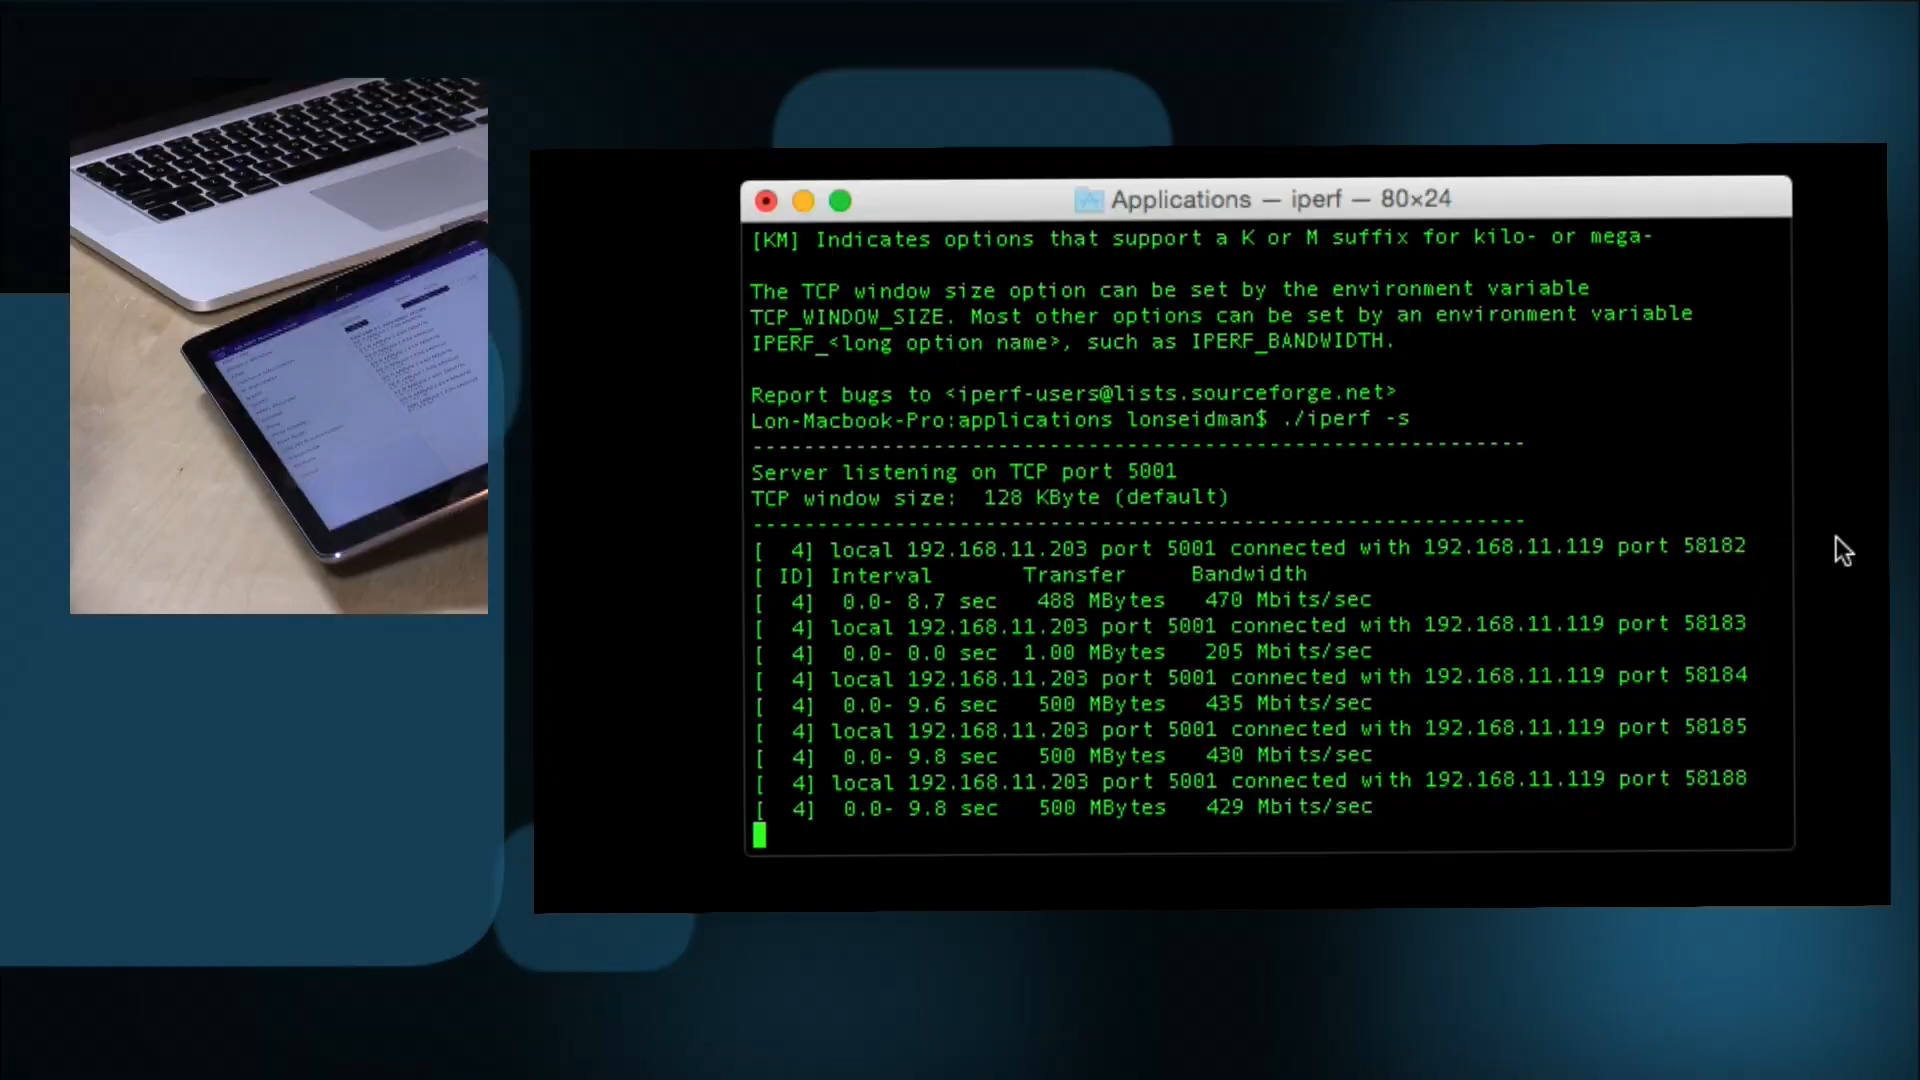 Applications — iperf — 80×24
[KM] Indicates options that support a K or M suffix for kilo- or mega-
The TCP window size option can be set by the environment variable
TCP_WINDOW_SIZE. Most other options can be set by an environment variable
IPERF_<long option name>, such as IPERF_BANDWIDTH.
Report bugs to <iperf-users@lists.sourceforge.net>
Lon-Macbook-Pro:applications lonseidman$ ./iperf -s
------------------------------------------------------------
Server listening on TCP port 5001
TCP window size:  128 KByte (default)
------------------------------------------------------------
[  4] local 192.168.11.203 port 5001 connected with 192.168.11.119 port 58182
[ ID] Interval       Transfer     Bandwidth
[  4]  0.0- 8.7 sec   488 MBytes   470 Mbits/sec
[  4] local 192.168.11.203 port 5001 connected with 192.168.11.119 port 58183
[  4]  0.0- 0.0 sec  1.00 MBytes   205 Mbits/sec
[  4] local 192.168.11.203 port 5001 connected with 192.168.11.119 port 58184
[  4]  0.0- 9.6 sec   500 MBytes   435 Mbits/sec
[  4] local 192.168.11.203 port 5001 connected with 192.168.11.119 port 58185
[  4]  0.0- 9.8 sec   500 MBytes   430 Mbits/sec
[  4] local 192.168.11.203 port 5001 connected with 192.168.11.119 port 58188
[  4]  0.0- 9.8 sec   500 MBytes   429 Mbits/sec